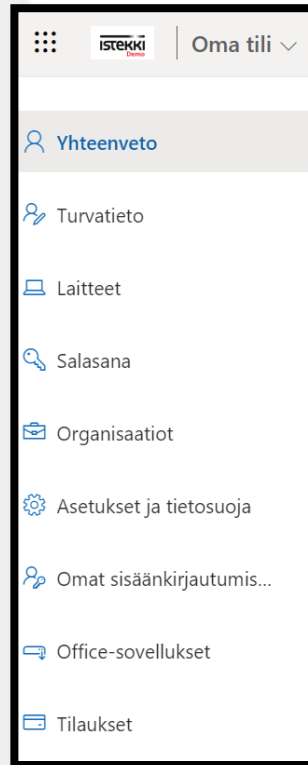 ISTEKKI
Demo
Oma tili
Yhteenveto
Turvatieto
Laitteet
Salasana
Organisaatiot
Asetukset ja tietosuoja
Omat sisäänkirjautumis...
Office-sovellukset
Tilaukset